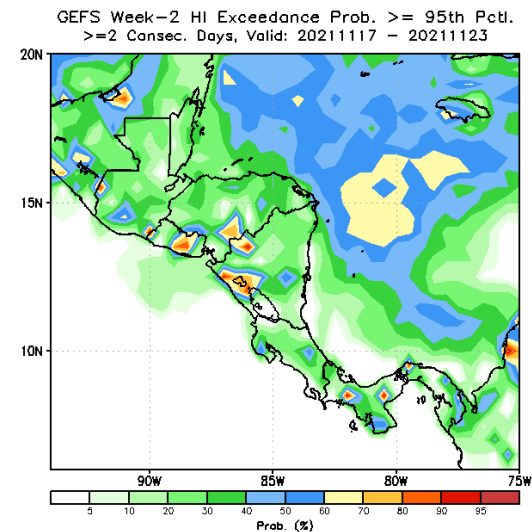 GEFS Week-2 HI Exceedance Prob. >= 95th Pctl.
>=2 Consec. Days, Valid: 20211117 - 20211123
20N
15N
10N
90W 85W 80W 75W
5 10 20 30 40 50 60 70 80 90 95
Prob. (%)